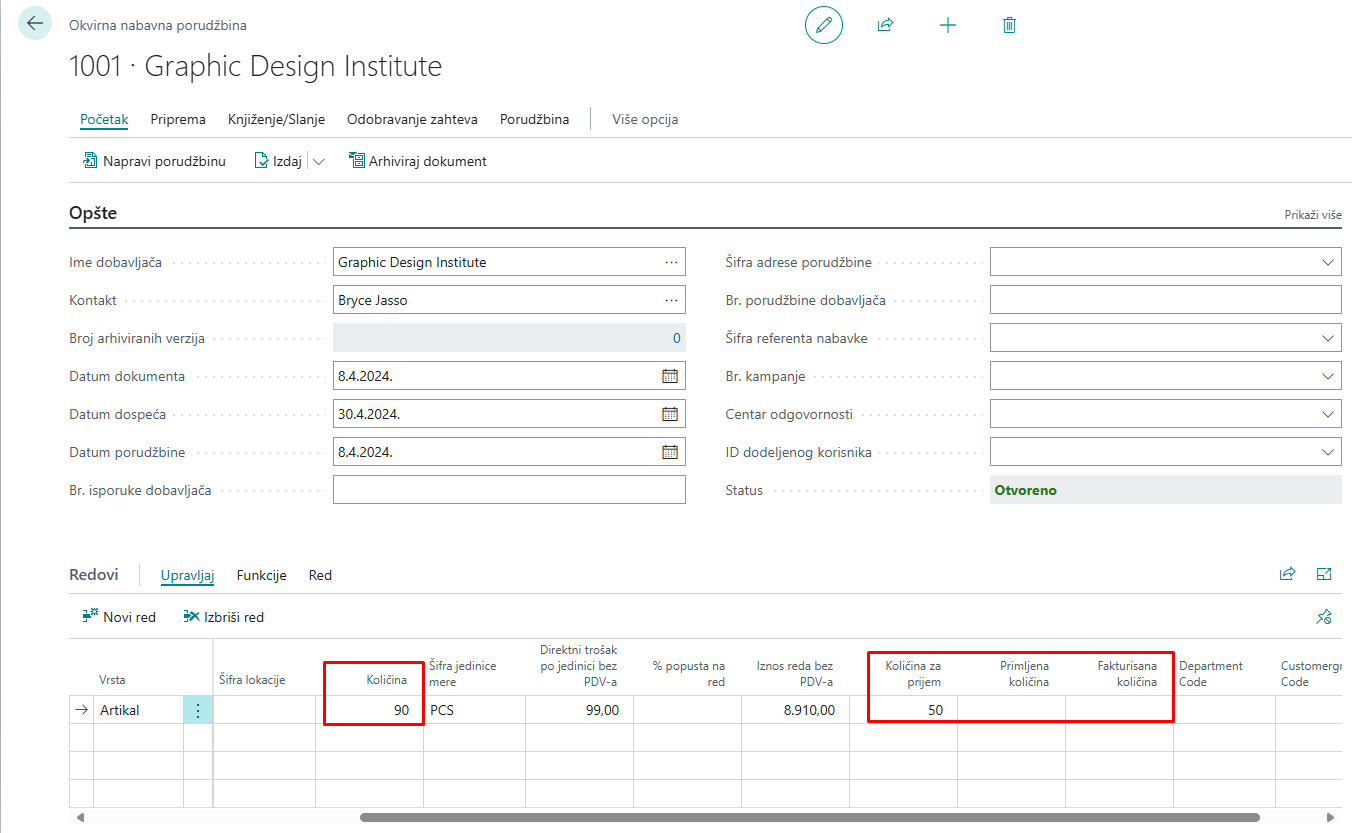 Okvirna nabavna porudžbina
1001 · Graphic Design Institute
Početak Priprema Knjiženje/Slanje Odobravanje zahteva Porudžbina Više opcija
Napravi porudžbinu Izdaj Arhiviraj dokument
Opšte Prikaži više
Ime dobavljača Graphic Design Institute Šifra adrese porudžbine
Kontakt Bryce Jasso Br. porudžbine dobavljača
Broj arhiviranih verzija 0 Šifra referenta nabavke
Datum dokumenta 8.4.2024. Br. kampanje
Datum dospeća 30.4.2024. Centar odgovornosti
Datum porudžbine 8.4.2024. ID dodeljenog korisnika
Br. isporuke dobavljača Status Otvoreno
Redovi Upravljaj Funkcije Red
Novi red Izbriši red
Vrsta Šifra lokacije Količina Šifra jedinice mere Direktni trošak po jedinici bez PDV-a % popusta na red Iznos reda bez PDV-a Količina za prijem Primljena količina Fakturisana količina Department Code Customergr Code
Artikal 90 PCS 99,00 8.910,00 50